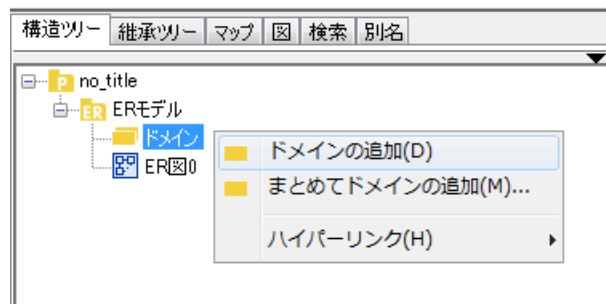 構造ツリー 継承ツリー マップ 図 検索 別名
P no_title
ER ERモデル
ドメイン
ER図0
ドメインの追加(D)
まとめてドメインの追加(M)...
ハイパーリンク(H)